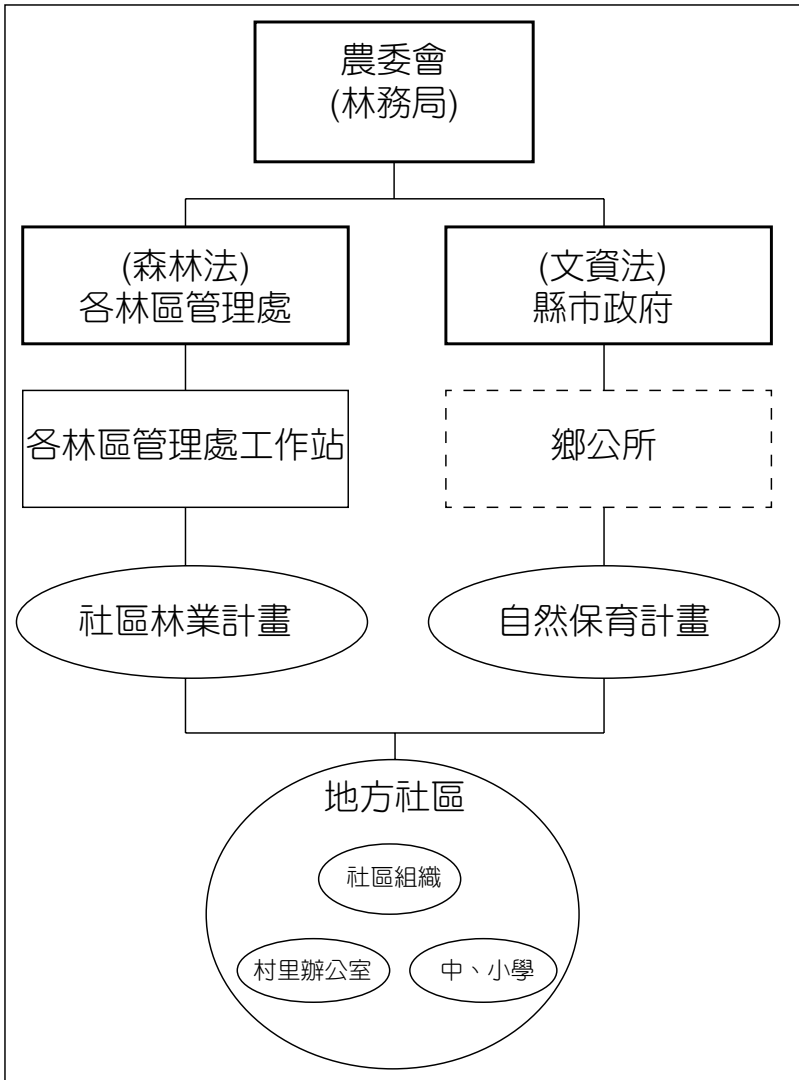 農委會
(林務局)
(森林法)
各林區管理處
(文資法)
縣市政府
各林區管理處工作站
鄉公所
社區林業計畫
自然保育計畫
地方社區
社區組織
村里辦公室
中、小學